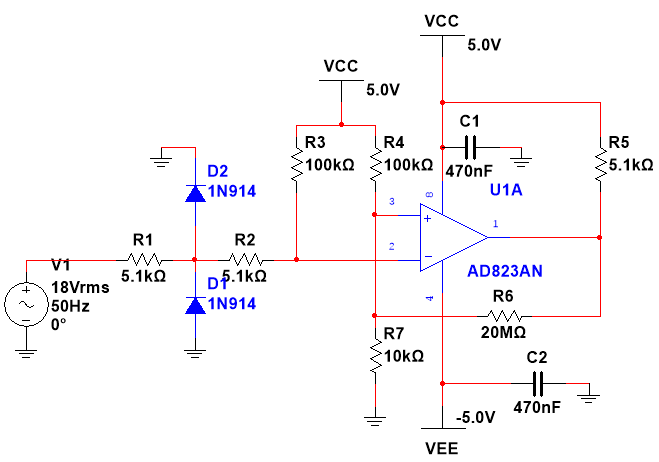 VCC
5.0V
VCC
5.0V
C1
470nF
R3
100kΩ
R4
100kΩ
R5
5.1kΩ
D2
1N914
U1A
8
3
+
1
2
−
R1
5.1kΩ
R2
5.1kΩ
V1
18Vrms
50Hz
0°
+
−
D1
1N914
AD823AN
4
R6
20MΩ
R7
10kΩ
C2
470nF
-5.0V
VEE